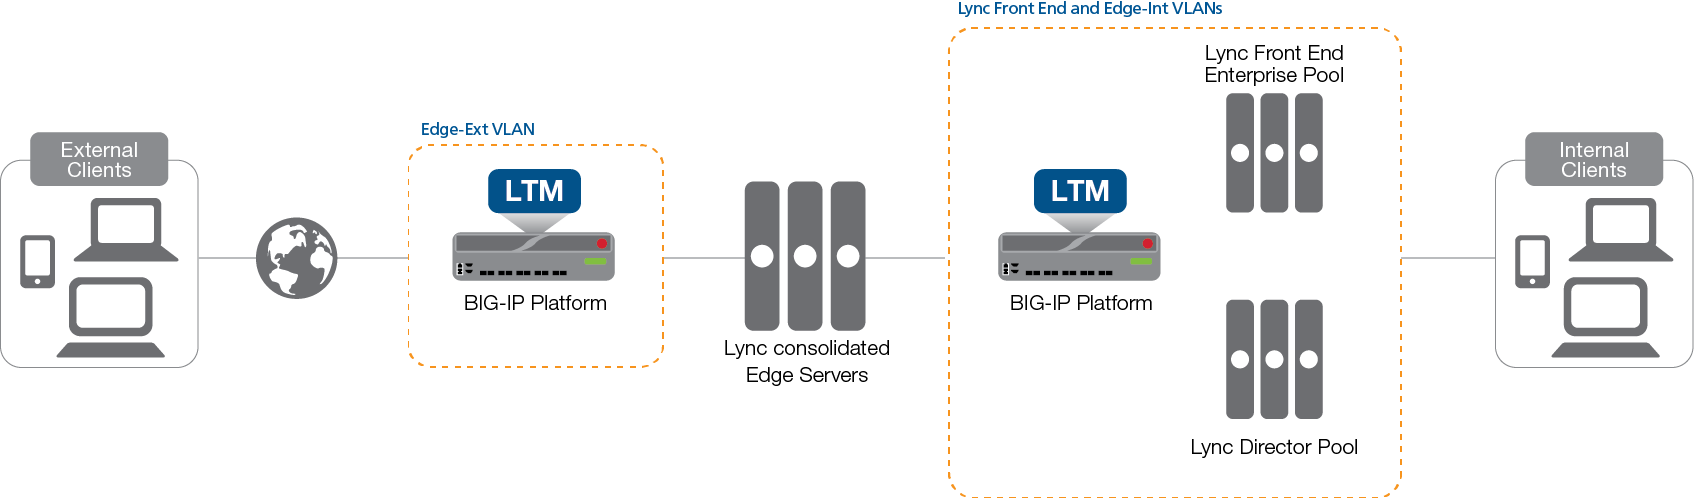 External
Clients
Edge-Ext VLAN
LTM
BIG-IP Platform
Lync consolidated
Edge Servers
Lync Front End and Edge-Int VLANs
LTM
BIG-IP Platform
Lync Front End
Enterprise Pool
Lync Director Pool
Internal
Clients